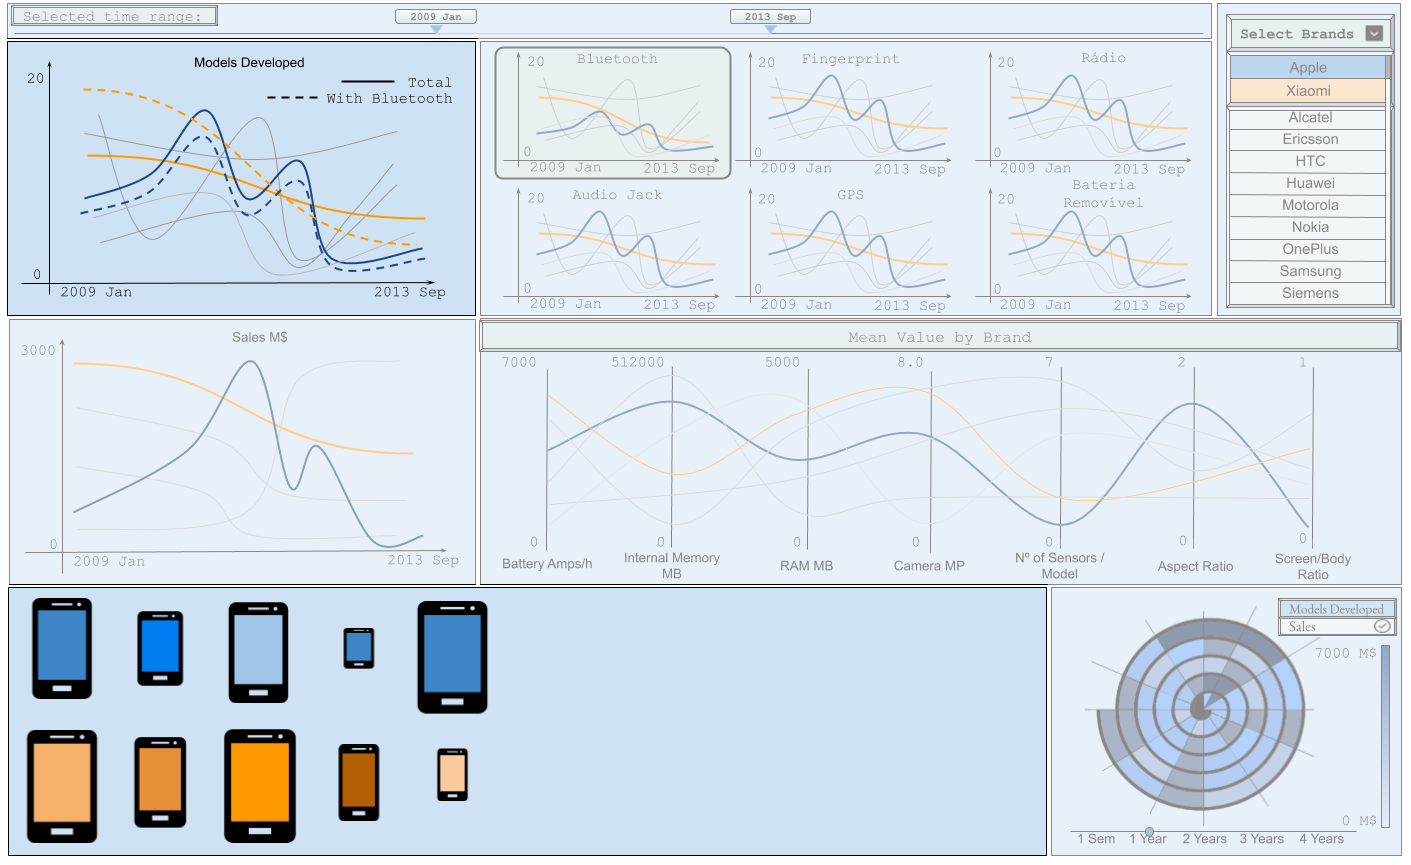 Selected time range:
2009 Jan
2013 Sep
Select Brands
Apple
Xiaomi
Alcatel
Ericsson
HTC
Huawei
Motorola
Nokia
OnePlus
Samsung
Siemens
Models Developed
20
Total
With Bluetooth
0
2009 Jan
2013 Sep
Bluetooth
20
0
2009 Jan
2013 Sep
Fingerprint
20
0
2009 Jan
2013 Sep
Rádio
20
0
2009 Jan
2013 Sep
Audio Jack
20
0
2009 Jan
2013 Sep
GPS
20
0
2009 Jan
2013 Sep
Bateria
Removível
20
0
2009 Jan
2013 Sep
Sales M$
3000
0
2009 Jan
2013 Sep
Mean Value by Brand
7000
512000
5000
8.0
7
2
1
0
0
0
0
0
0
0
Battery Amps/h
Internal Memory
MB
RAM MB
Camera MP
Nº of Sensors /
Model
Aspect Ratio
Screen/Body
Ratio
Models Developed
Sales
7000 M$
0 M$
1 Sem
1 Year
2 Years
3 Years
4 Years